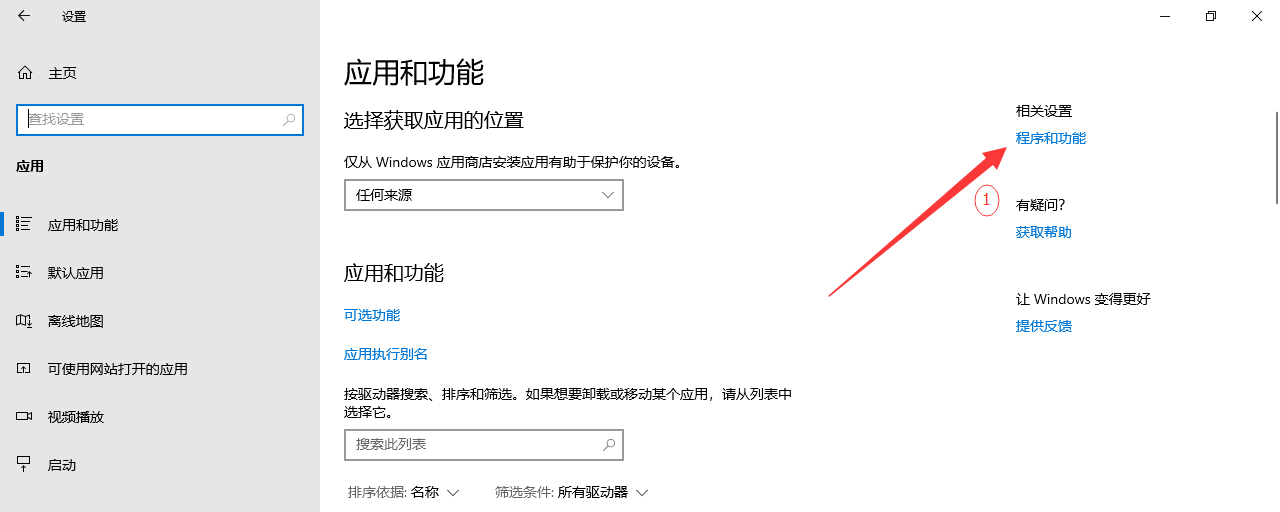 设置
主页
查找设置
应用
应用和功能
默认应用
离线地图
可使用网站打开的应用
视频播放
启动
应用和功能
选择获取应用的位置
仅从 Windows 应用商店安装应用有助于保护你的设备。
任何来源
应用和功能
可选功能
应用执行别名
按驱动器搜索、排序和筛选。如果想要卸载或移动某个应用，请从列表中
选择它。
搜索此列表
排序依据: 名称 筛选条件: 所有驱动器
相关设置
程序和功能
1
有疑问?
获取帮助
让 Windows 变得更好
提供反馈